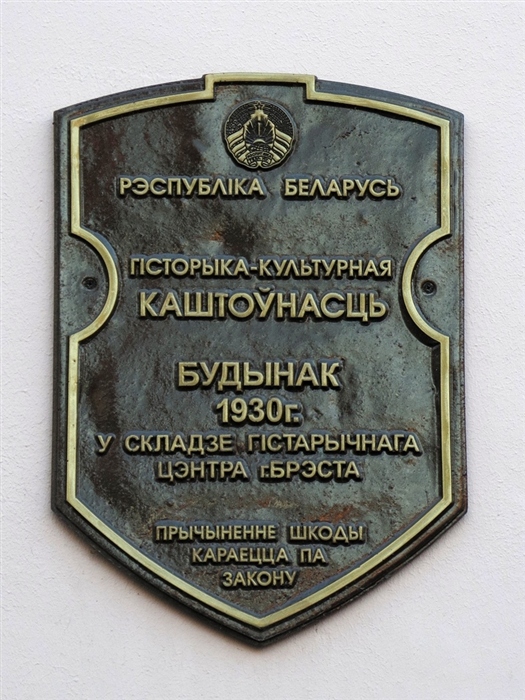 РЭСПУБЛІКА БЕЛАРУСЬ
ГІСТОРЫКА-КУЛЬТУРНАЯ
КАШТОЎНАСЦЬ
БУДЫНАК
1930г.
У СКЛАДЗЕ ГІСТАРЫЧНАГА
ЦЭНТРА г.БРЭСТА
ПРЫЧЫНЕННЕ ШКОДЫ
КАРАЕЦЦА ПА
ЗАКОНУ